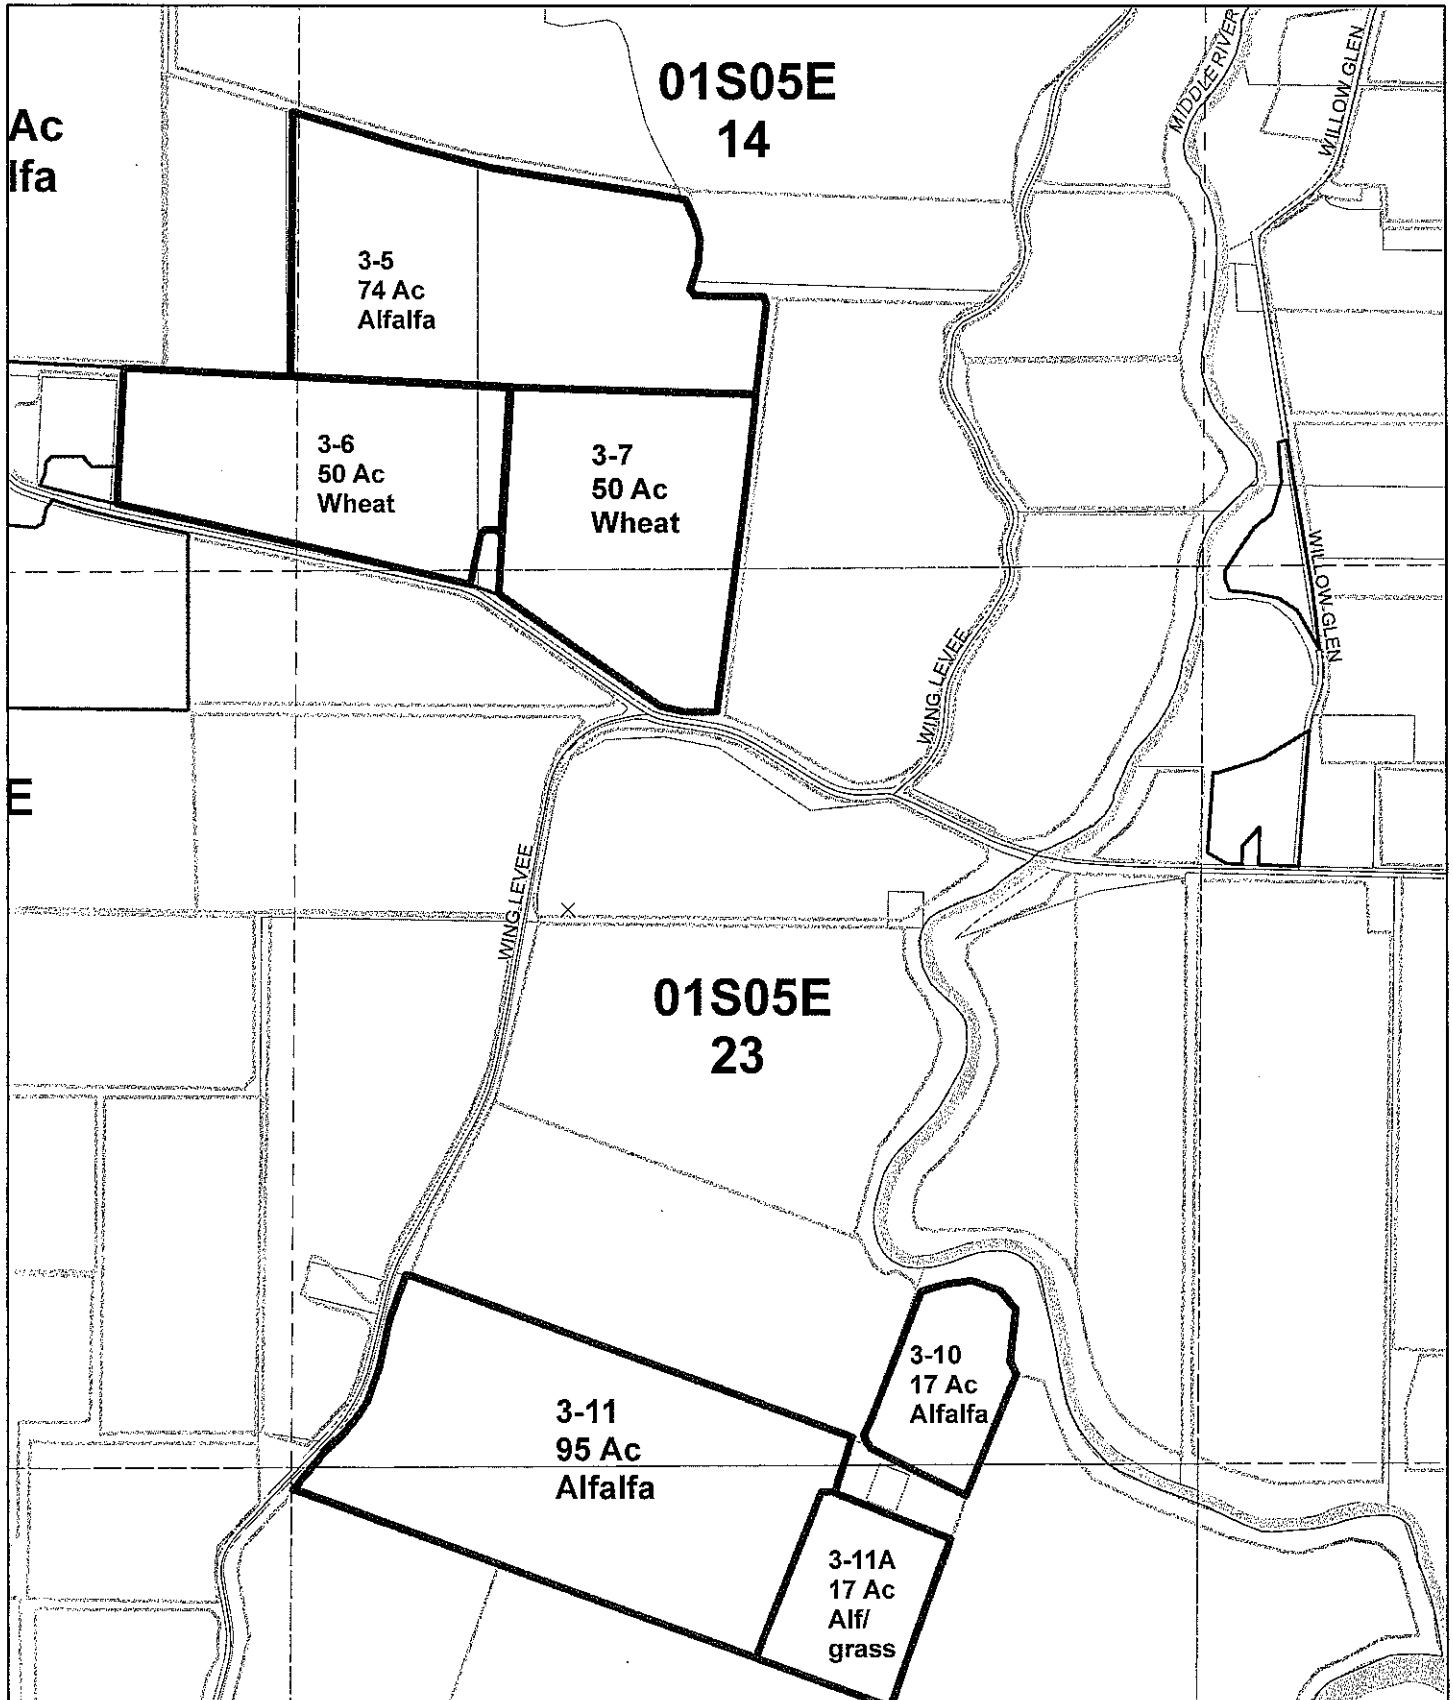 01S05E
14
MIDDLE RIVER
WILLOW GLEN
Ac
lfa
3-5
74 Ac
Alfalfa
3-6
50 Ac
Wheat
3-7
50 Ac
Wheat
WILLOW GLEN
WING LEVEE
E
WING LEVEE
01S05E
23
3-10
17 Ac
Alfalfa
3-11
95 Ac
Alfalfa
3-11A
17 Ac
Alf/
grass